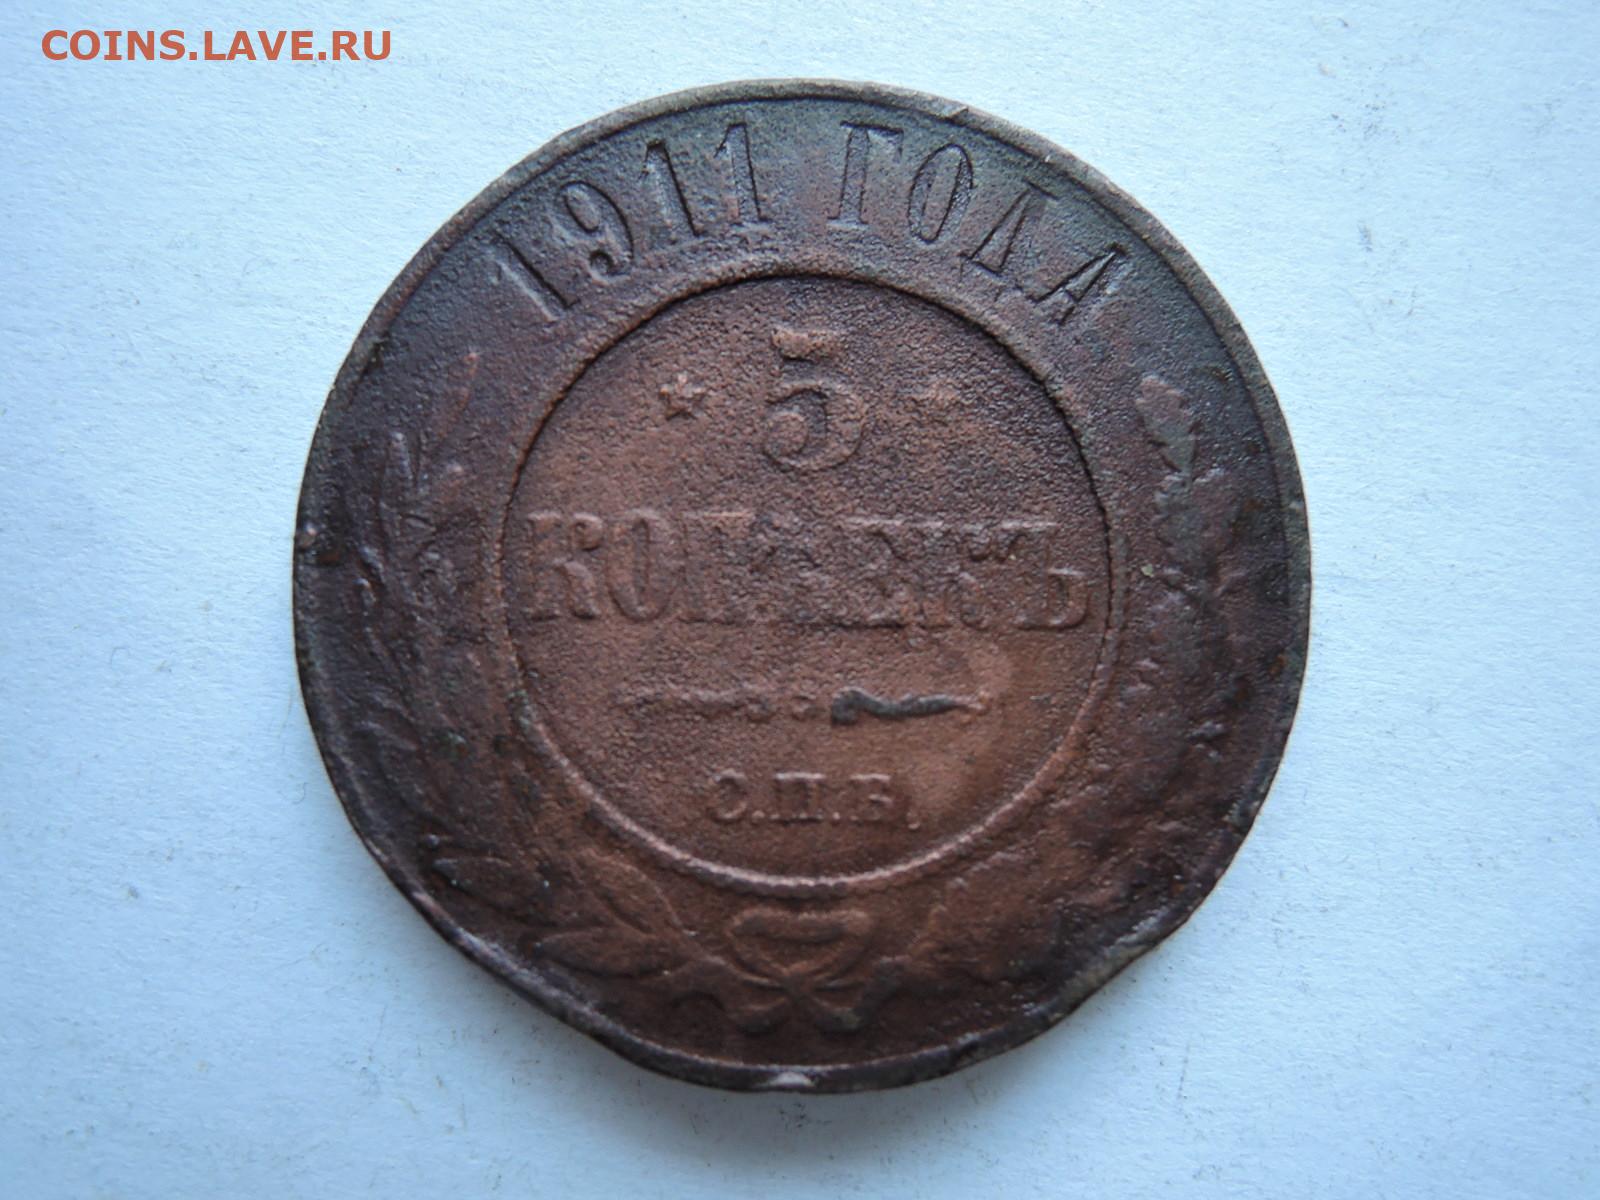 COINS.LAVE.RU
1911 ГОДА
5
КОПѢЕКЪ
С.П.Б.